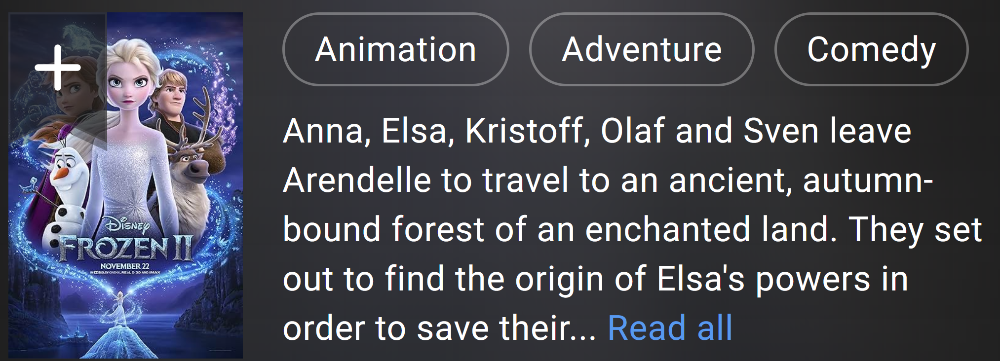 Animation
Adventure
Comedy
Anna, Elsa, Kristoff, Olaf and Sven leave
Arendelle to travel to an ancient, autumn-
bound forest of an enchanted land. They set
out to find the origin of Elsa's powers in
order to save their... Read all
DISNEY
FROZEN II
NOVEMBER 22
IN DOLBY CINEMA, REAL D 3D AND IMAX